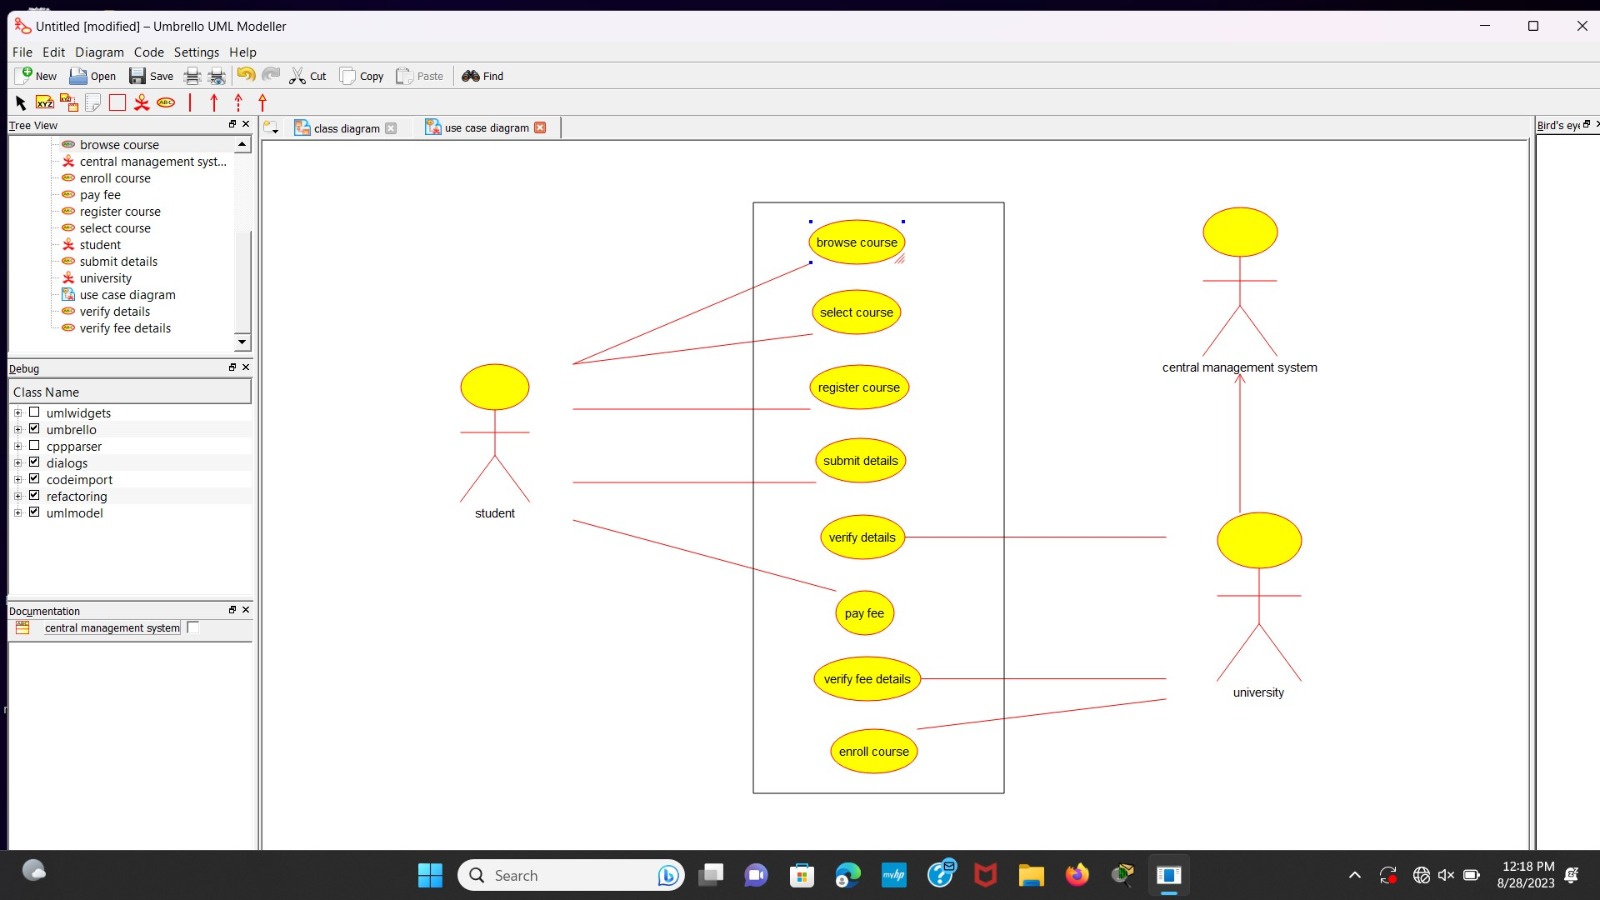 Untitled [modified] – Umbrello UML Modeller
File Edit Diagram Code Settings Help
New Open Save Cut Copy Paste Find
XYZ ABC
Tree View
class diagram
use case diagram
Bird's eye
browse course
central management syst...
enroll course
pay fee
register course
select course
student
submit details
university
use case diagram
verify details
verify fee details
Debug
Class Name
umlwidgets
umbrello
cppparser
dialogs
codeimport
refactoring
umlmodel
Documentation
central management system
browse course
select course
register course
submit details
verify details
pay fee
verify fee details
enroll course
student
central management system
university
Search
myhp
12:18 PM
8/28/2023